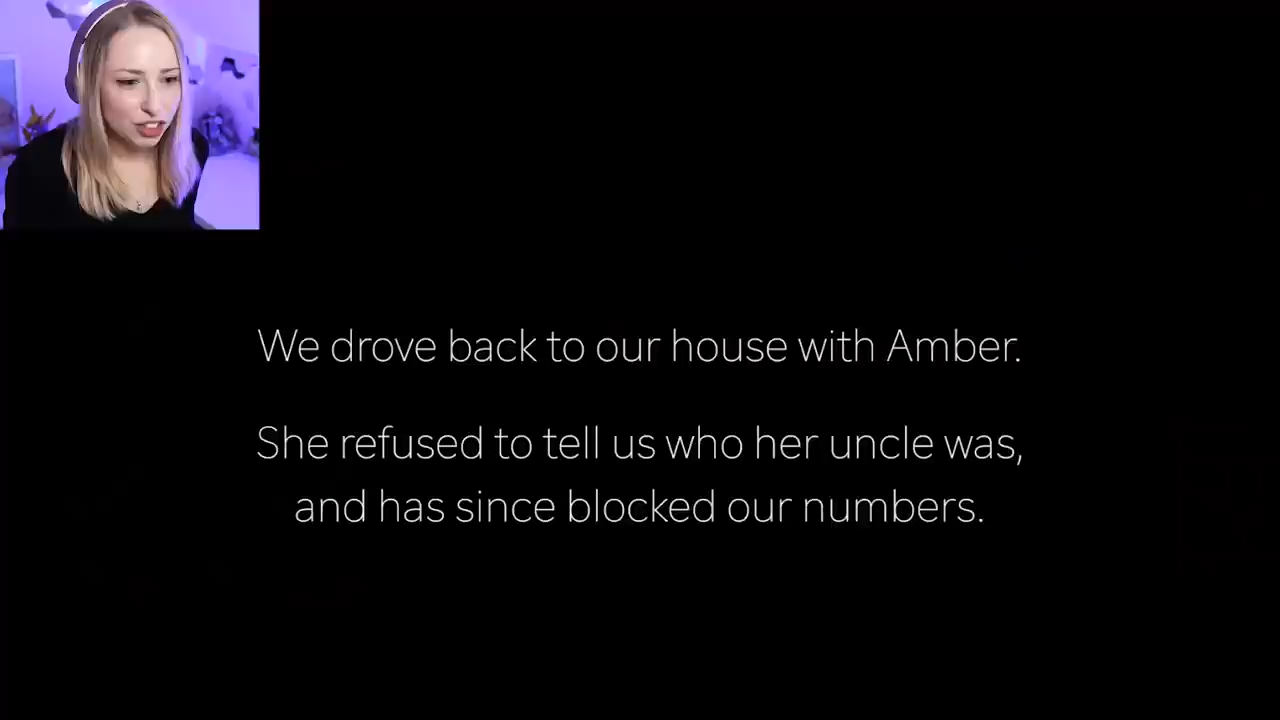 We drove back to our house with Amber.
She refused to tell us who her uncle was,
and has since blocked our numbers.